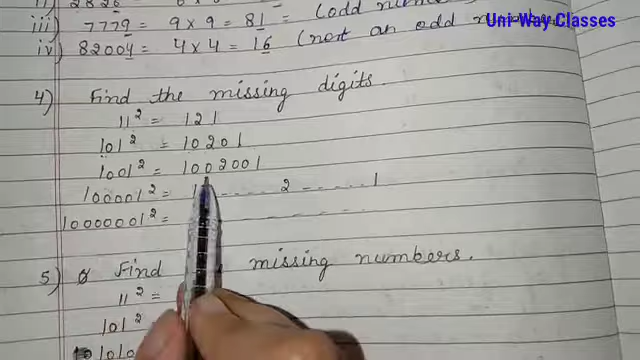 Uni-Way Classes
iii) 7779 = 9 × 9 = 81 = (odd
iv) 82004 = 4 × 4 = 16 (not an odd
4) Find the missing digits.
11² = 121
101² = 10201
1001² = 1002001
100001² = 1 ..... 2 ..... 1
10000001² = _ _ _ _ _ _
5) Find missing numbers.
11² =
101² =